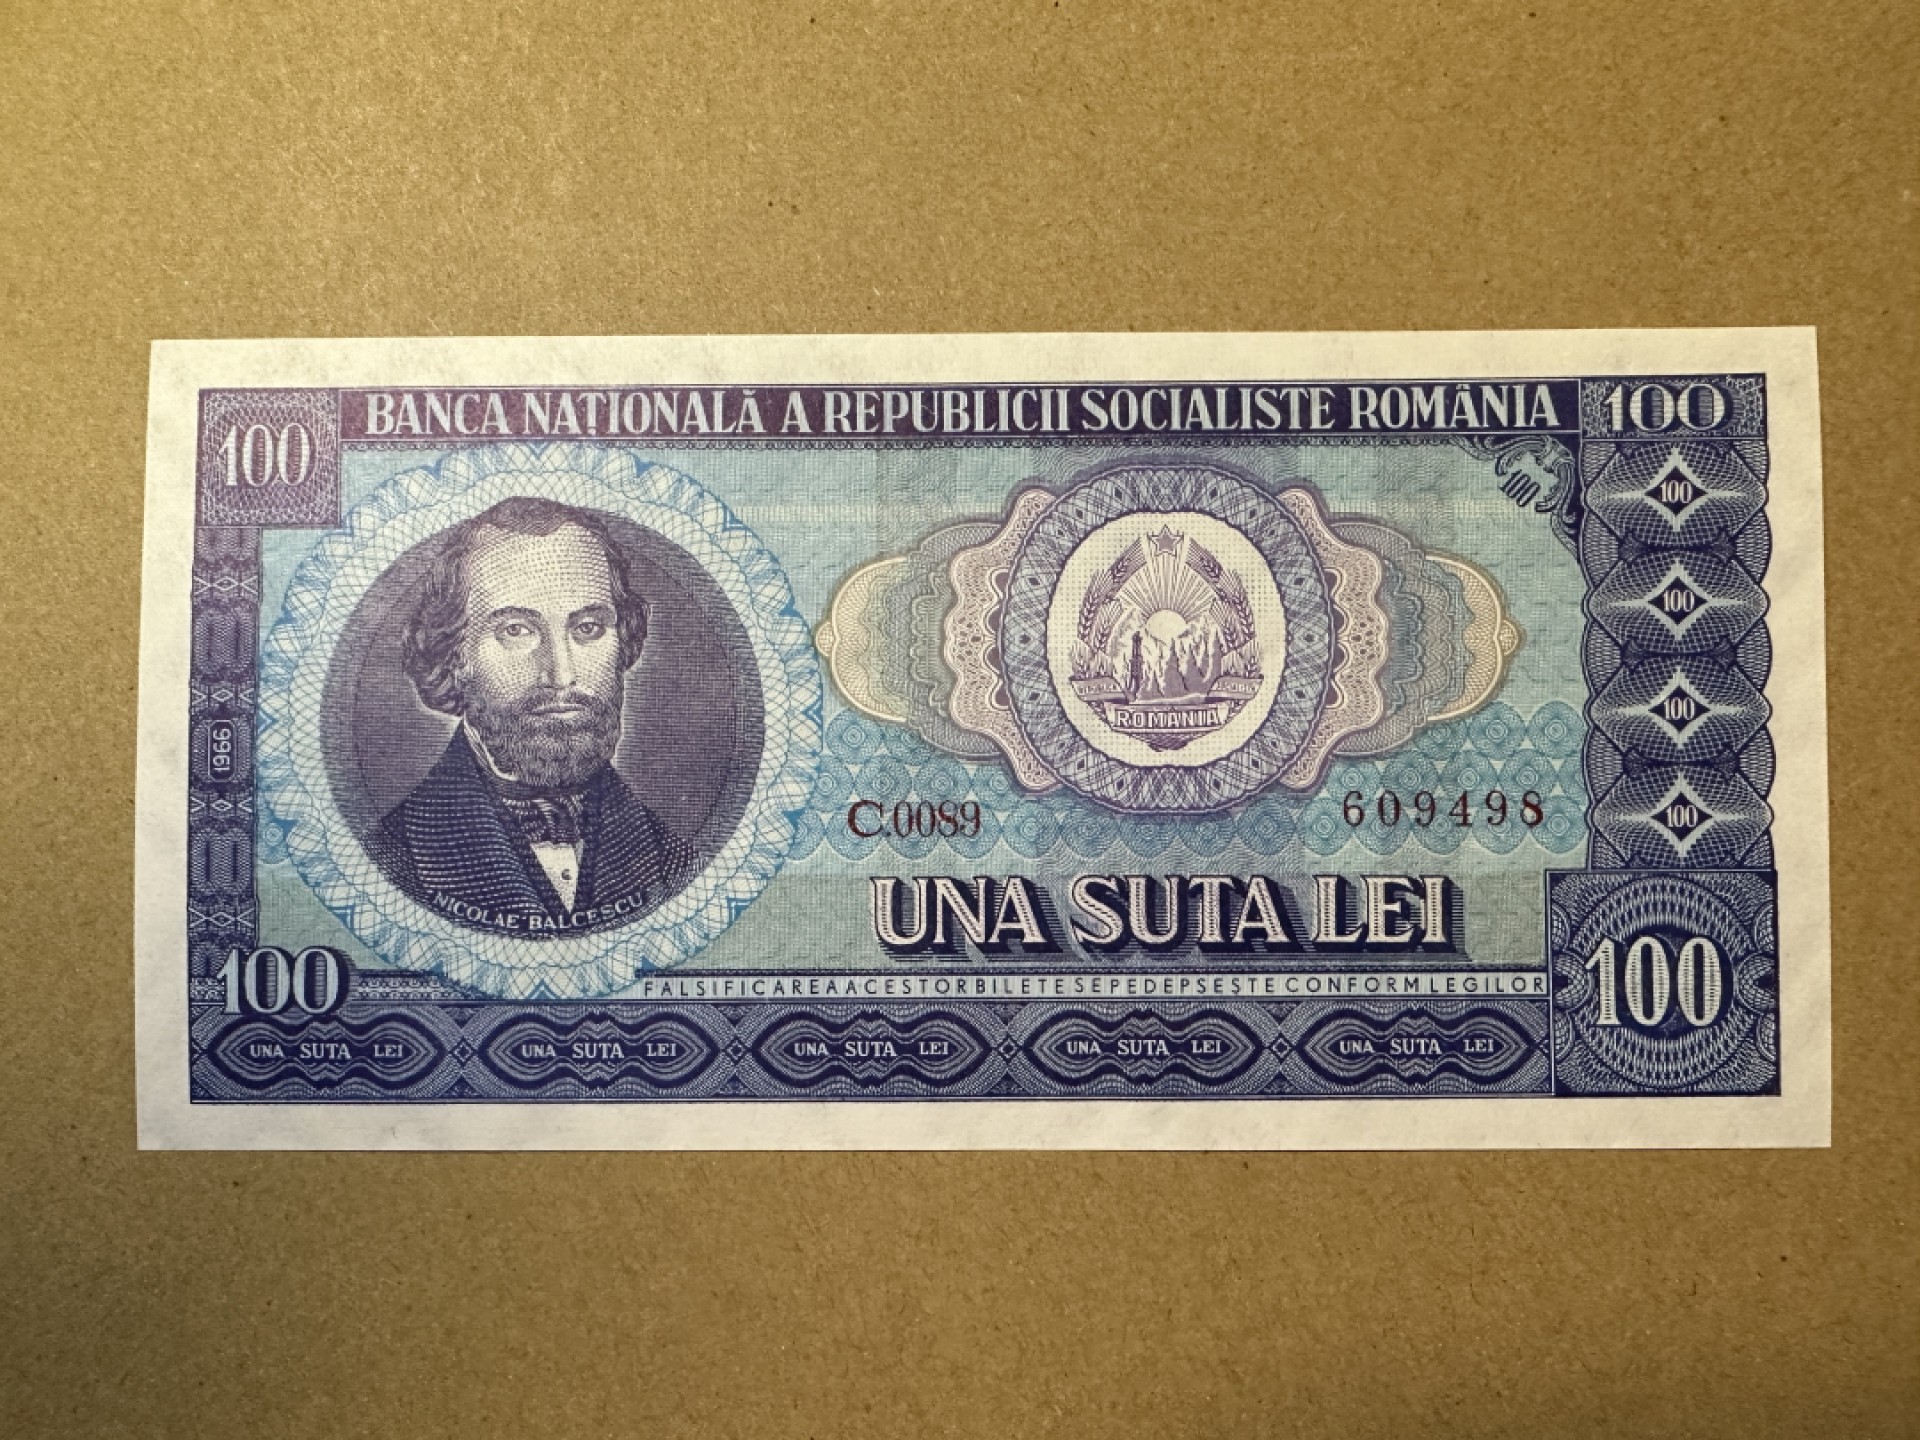 BANCA NAȚIONALĂ A REPUBLICII SOCIALISTE ROMÂNIA
100
100
100
100
100
100
100
1966
ROMÂNIA
C.0089
609498
NICOLAE BALCESCU
UNA SUTA LEI
100
100
FALSIFICAREA ACESTOR BILETE SE PEDEPSEȘTE CONFORM LEGILOR
UNA SUTA LEI UNA SUTA LEI UNA SUTA LEI UNA SUTA LEI UNA SUTA LEI